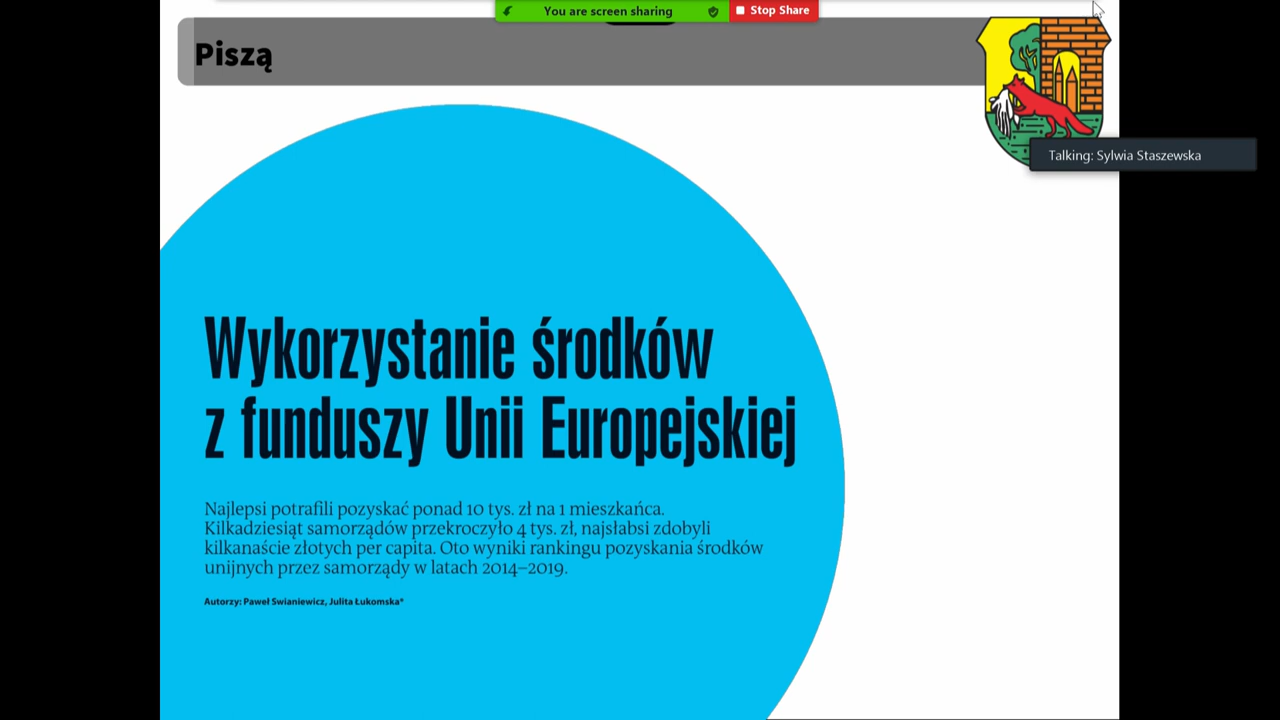 You are screen sharing
Stop Share
Piszą
Talking: Sylwia Staszewska
Wykorzystanie środków
z funduszy Unii Europejskiej
Najlepsi potrafili pozyskać ponad 10 tys. zł na 1 mieszkańca.
Kilkadziesiąt samorządów przekroczyło 4 tys. zł, najsłabsi zdobyli
kilkanaście złotych per capita. Oto wyniki rankingu pozyskania środków
unijnych przez samorządy w latach 2014–2019.
Autorzy: Paweł Swianiewicz, Julita Łukomska*